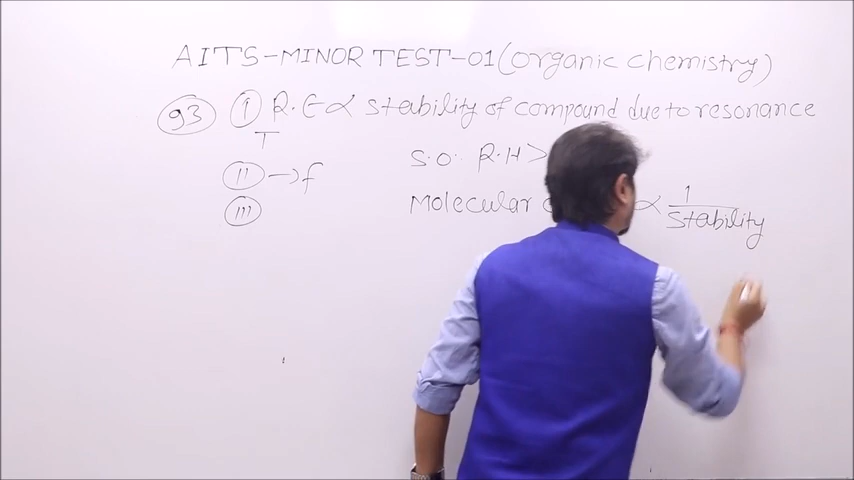 AITS-MINOR TEST-01 (organic chemistry)
93 (I) R.E ∝ stability of compound due to resonance
T
(II) → f S.O. R.H >
(III) Molecular ∝ 1/stability